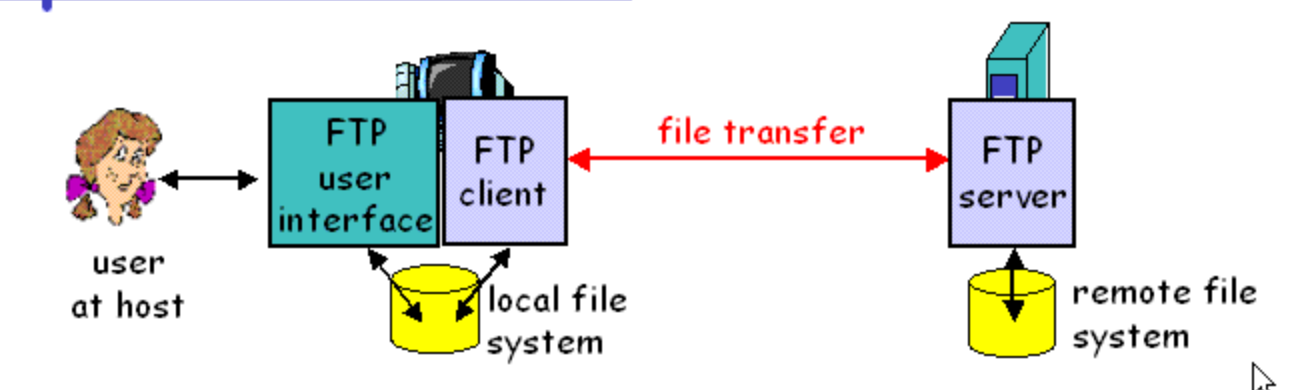 file transfer
FTP
user
interface
FTP
client
FTP
server
user
at host
local file
system
remote file
system